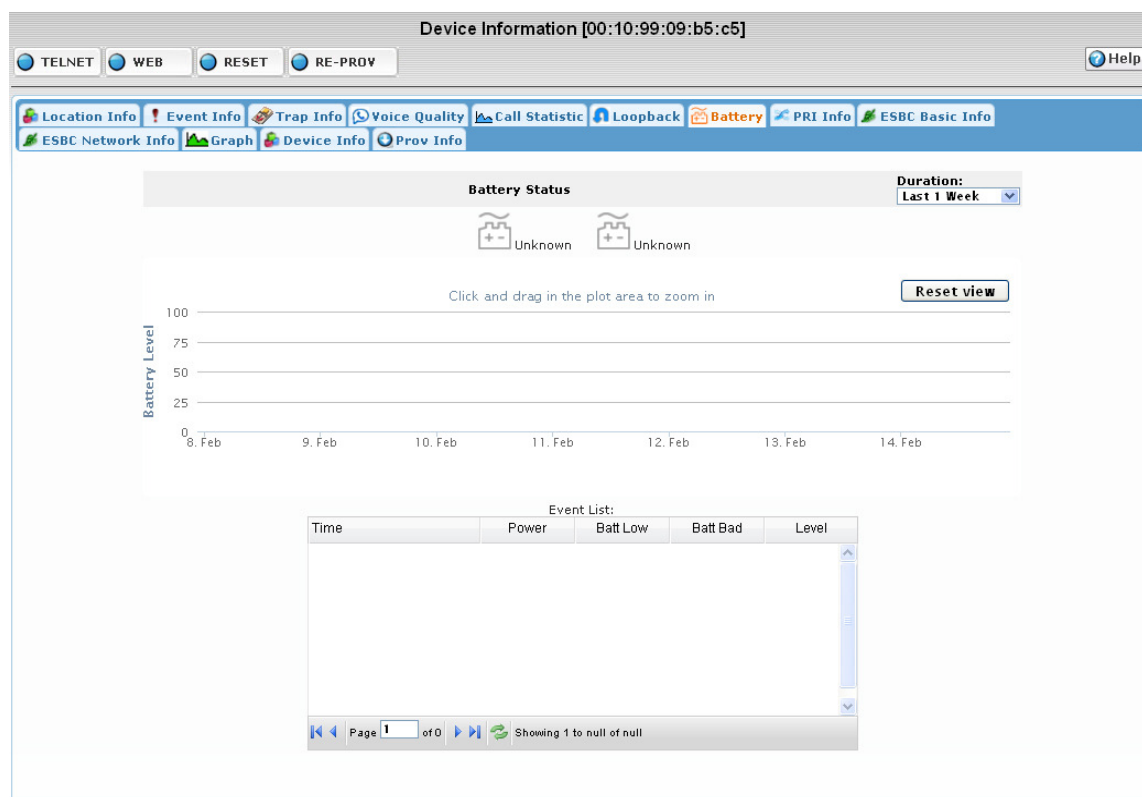 Device Information [00:10:99:09:b5:c5]
TELNET WEB RESET RE-PROV Help
Location Info Event Info Trap Info Voice Quality Call Statistic Loopback Battery PRI Info ESBC Basic Info
ESBC Network Info Graph Device Info Prov Info
Battery Status
Duration:
Last 1 Week
Unknown Unknown
Click and drag in the plot area to zoom in
Reset view
Battery Level
100
75
50
25
0
8. Feb 9. Feb 10. Feb 11. Feb 12. Feb 13. Feb 14. Feb
Event List:
Time Power Batt Low Batt Bad Level
Page 1 of 0 Showing 1 to null of null